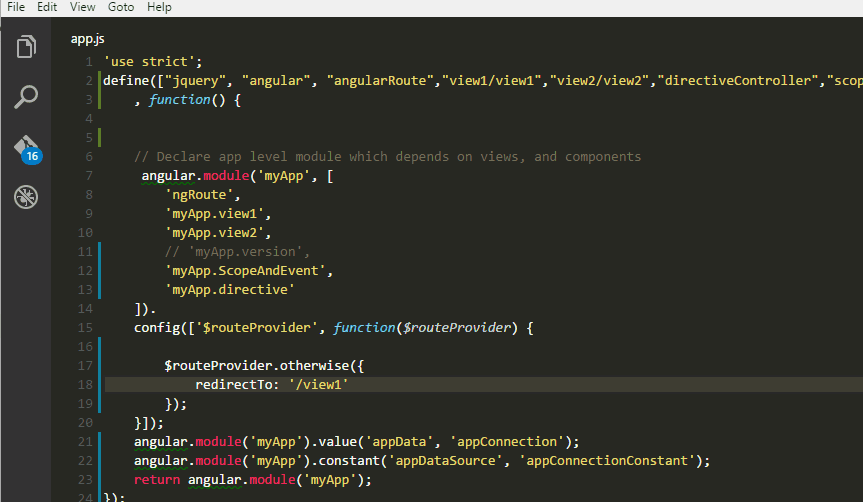 File Edit View Goto Help
app.js
1 'use strict';
2 define(["jquery", "angular", "angularRoute","view1/view1","view2/view2","directiveController","scop
3 , function() {
4
5
6 // Declare app level module which depends on views, and components
7 angular.module('myApp', [
8 'ngRoute',
9 'myApp.view1',
10 'myApp.view2',
11 // 'myApp.version',
12 'myApp.ScopeAndEvent',
13 'myApp.directive'
14 ]).
15 config(['$routeProvider', function($routeProvider) {
16
16
17 $routeProvider.otherwise({
18 redirectTo: '/view1'
19 });
20 }]);
21 angular.module('myApp').value('appData', 'appConnection');
22 angular.module('myApp').constant('appDataSource', 'appConnectionConstant');
23 return angular.module('myApp');
24 });